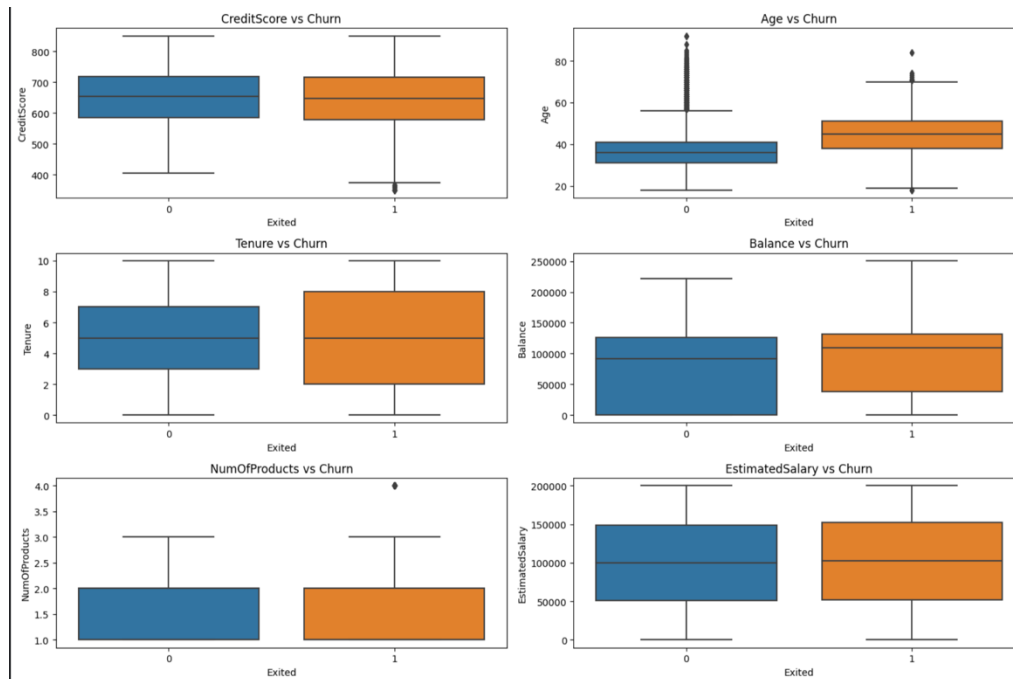 CreditScore vs Churn
800
700
600
500
400
CreditScore
0
1
Exited
Age vs Churn
80
60
40
20
Age
0
1
Exited
Tenure vs Churn
10
8
6
4
2
0
Tenure
0
1
Exited
Balance vs Churn
250000
200000
150000
100000
50000
0
Balance
0
1
Exited
NumOfProducts vs Churn
4.0
3.5
3.0
2.5
2.0
1.5
1.0
NumOfProducts
0
1
Exited
EstimatedSalary vs Churn
200000
150000
100000
50000
0
EstimatedSalary
0
1
Exited